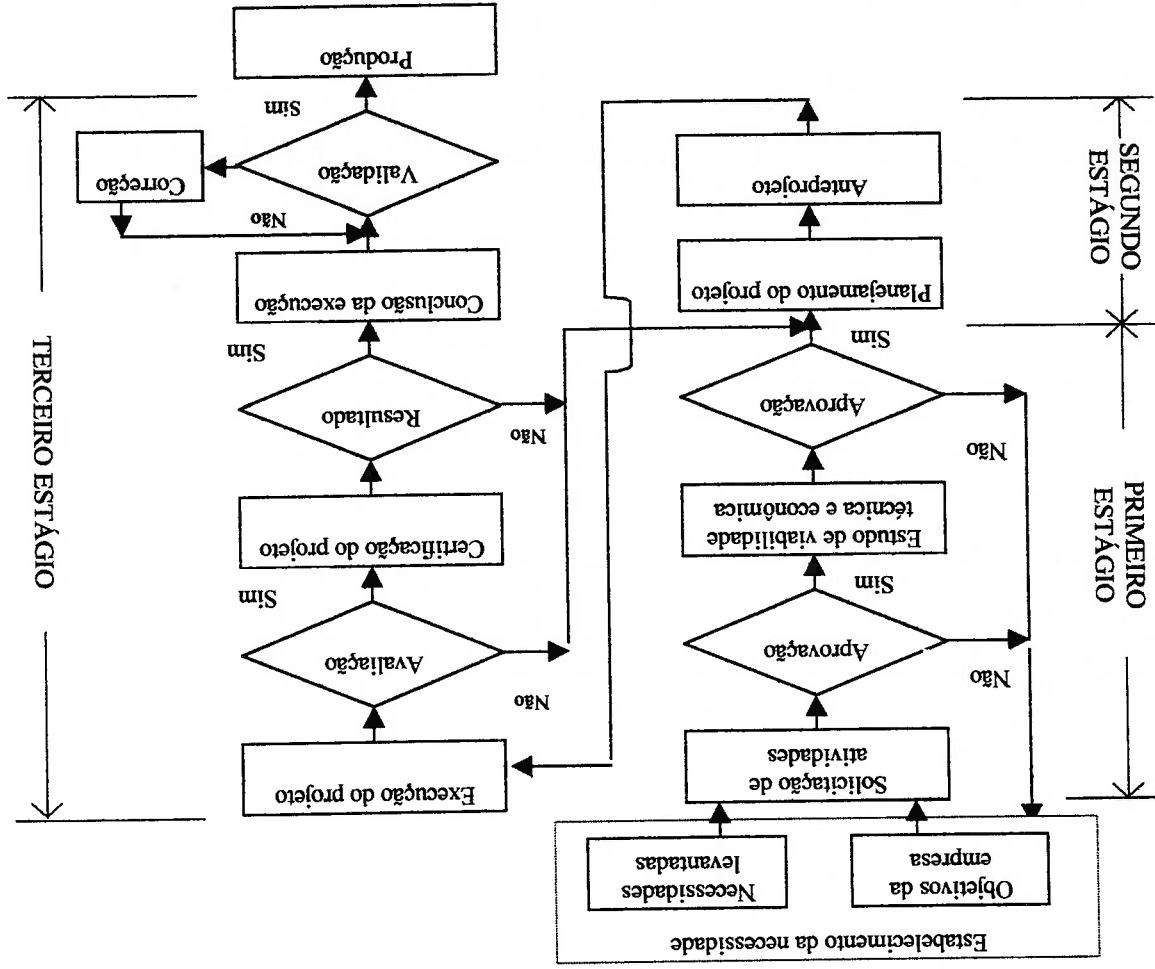 Estabelecimento da necessidade
Objetivos da
empresa
Necessidades
levantadas
PRIMEIRO
ESTÁGIO
Solicitação de
atividades
Não
Aprovação
Sim
Estudo de viabilidade
técnica e econômica
Não
Aprovação
Sim
SEGUNDO
ESTÁGIO
Planejamento do projeto
Anteprojeto
TERCEIRO ESTÁGIO
Execução do projeto
Não
Avaliação
Sim
Certificação do projeto
Não
Resultado
Sim
Conclusão da execução
Não
Validação
Correção
Sim
Produção